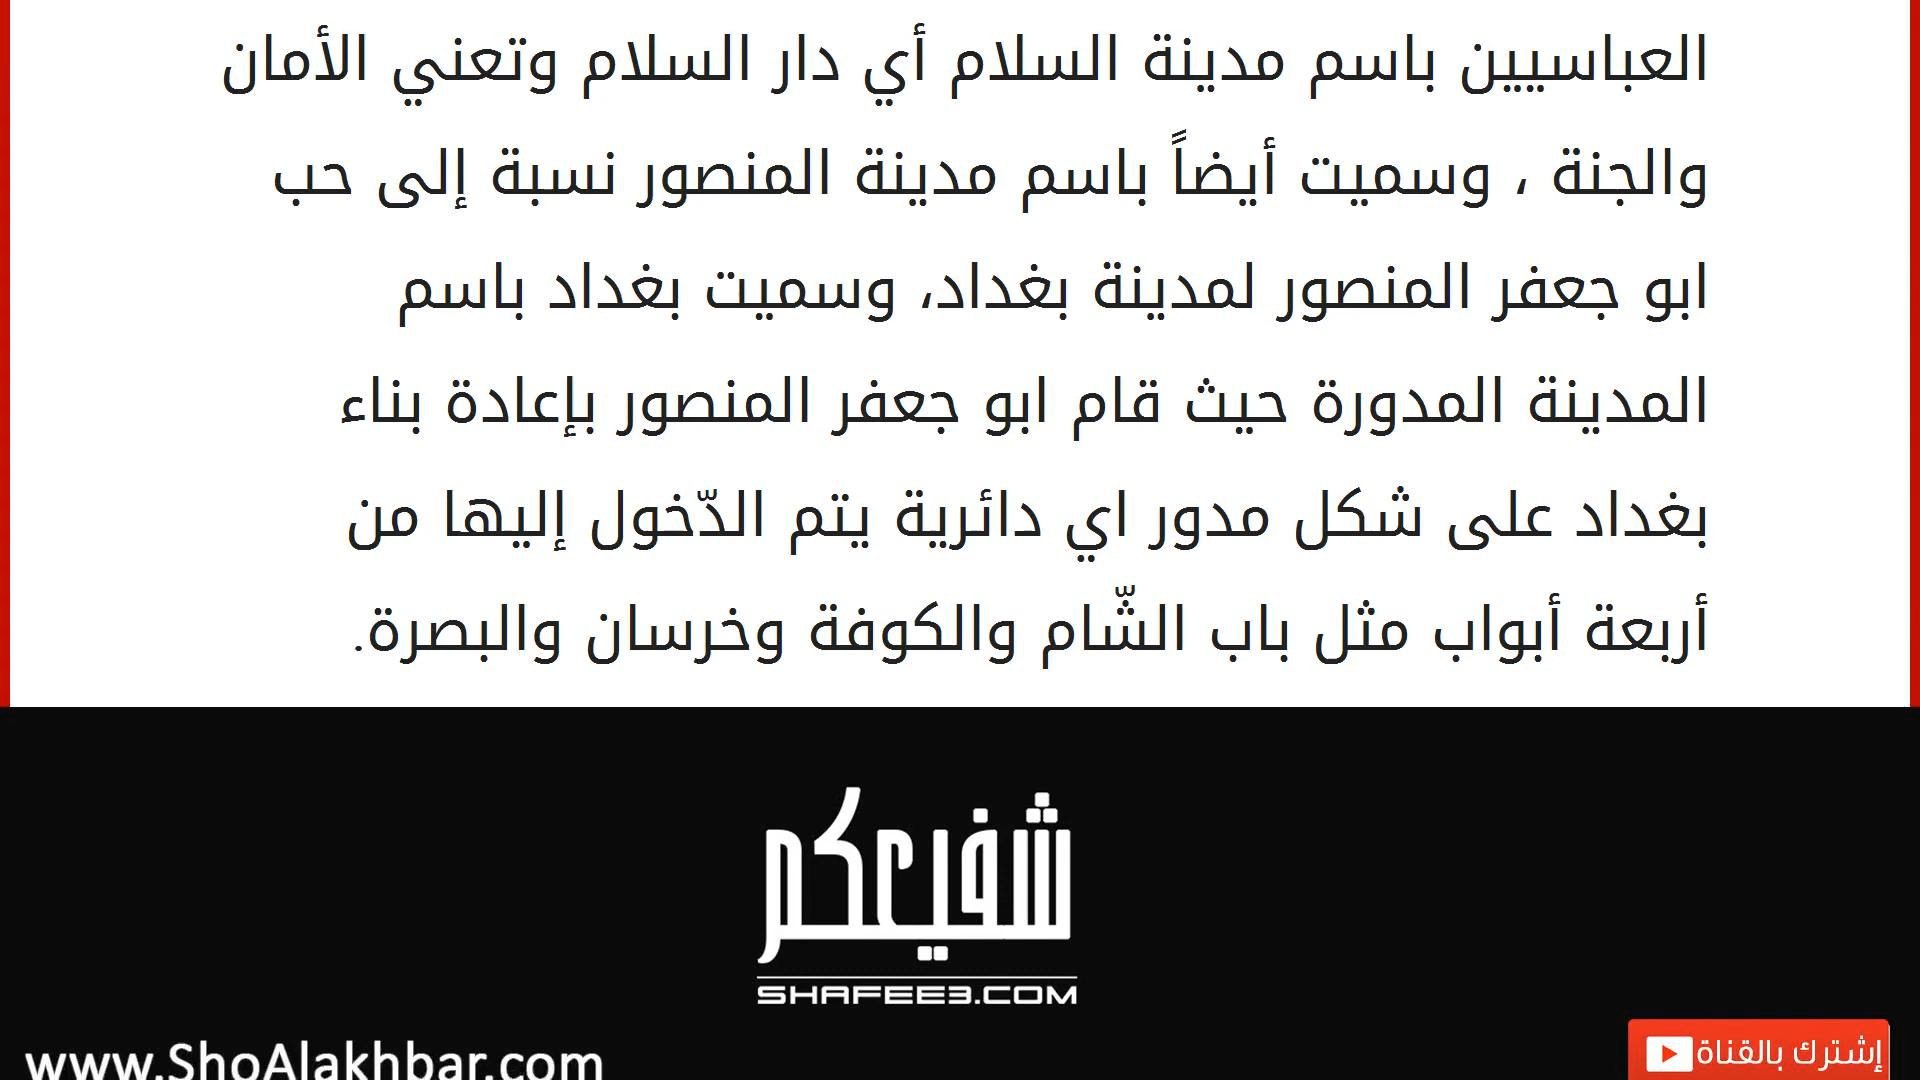 العباسيين باسم مدينة السلام أي دار السلام وتعني الأمان
والجنة ، وسميت أيضاً باسم مدينة المنصور نسبة إلى حب
ابو جعفر المنصور لمدينة بغداد، وسميت بغداد باسم
المدينة المدورة حيث قام ابو جعفر المنصور بإعادة بناء
بغداد على شكل مدور اي دائرية يتم الدّخول إليها من
أربعة أبواب مثل باب الشّام والكوفة وخرسان والبصرة.
شفيعكم
SHAFEE3.COM
www.ShoAlakhbar.com
إشترك بالقناة